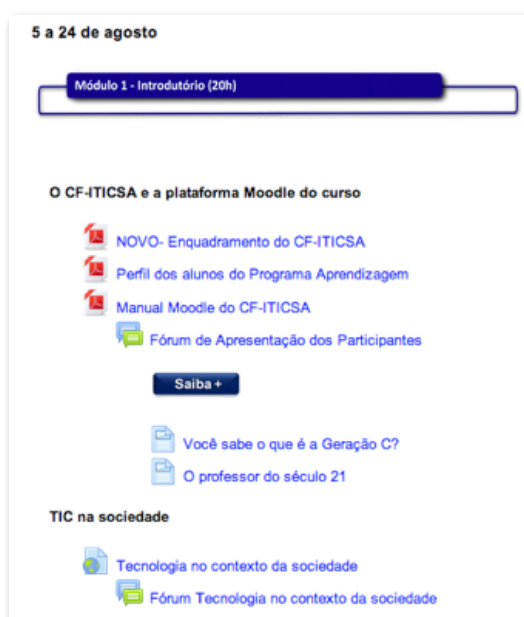 5 a 24 de agosto
Módulo 1 - Introdutório (20h)
O CF-ITICSA e a plataforma Moodle do curso
NOVO- Enquadramento do CF-ITICSA
Perfil dos alunos do Programa Aprendizagem
Manual Moodle do CF-ITICSA
Fórum de Apresentação dos Participantes
Saiba +
Você sabe o que é a Geração C?
O professor do século 21
TIC na sociedade
Tecnologia no contexto da sociedade
Fórum Tecnologia no contexto da sociedade